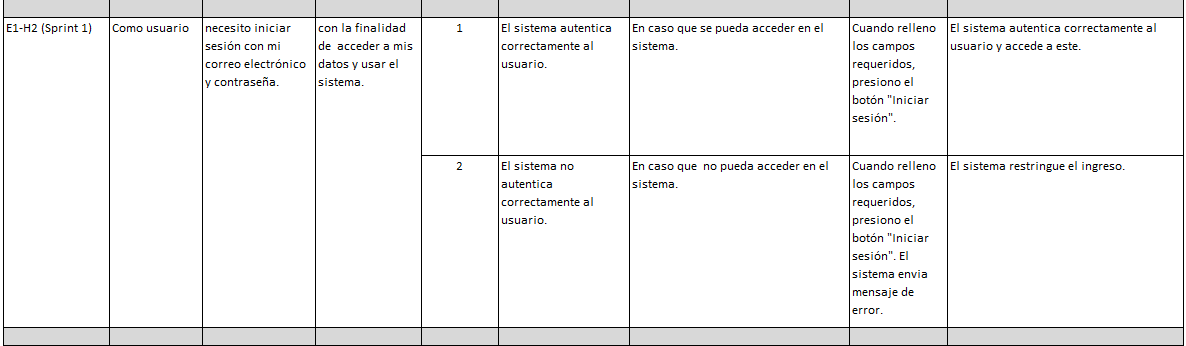 E1-H2 (Sprint 1)
Como usuario
necesito iniciar
sesión con mi
correo electrónico
y contraseña.
con la finalidad
de  acceder a mis
datos y usar el
sistema.
1
El sistema autentica
correctamente al
usuario.
En caso que se pueda acceder en el
sistema.
Cuando relleno
los campos
requeridos,
presiono el
botón "Iniciar
sesión".
El sistema autentica correctamente al
usuario y accede a este.
2
El sistema no
autentica
correctamente al
usuario.
En caso que  no pueda acceder en el
sistema.
Cuando relleno
los campos
requeridos,
presiono el
botón "Iniciar
sesión". El
sistema envia
mensaje de
error.
El sistema restringue el ingreso.